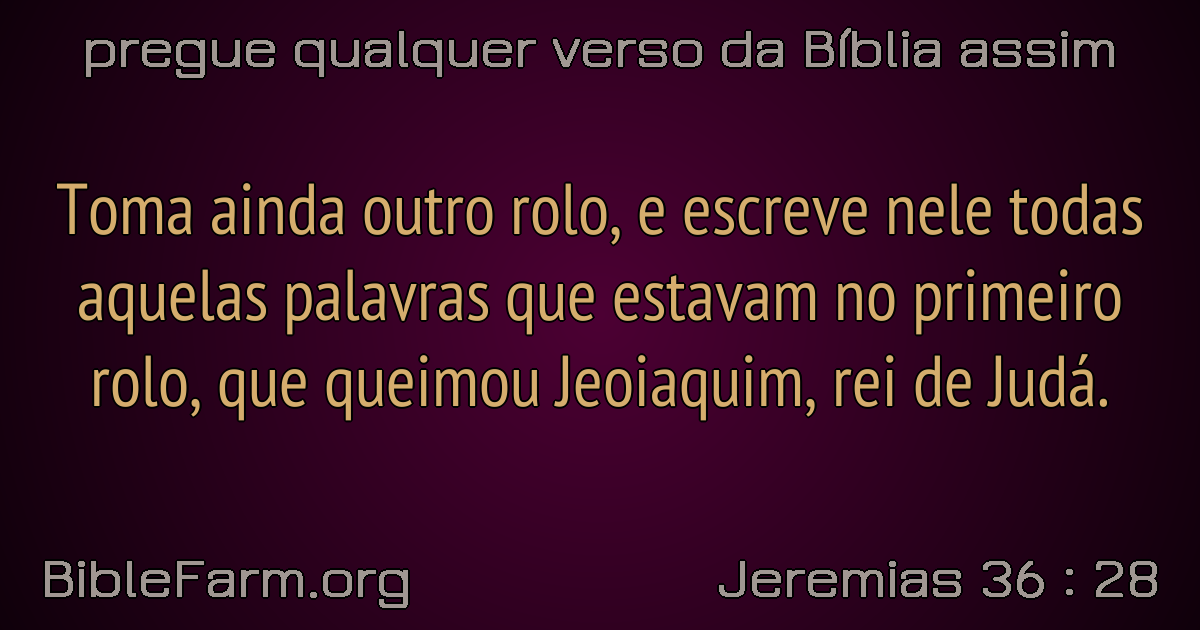 pregue qualquer verso da Bíblia assim
Toma ainda outro rolo, e escreve nele todas
aquelas palavras que estavam no primeiro
rolo, que queimou Jeoiaquim, rei de Judá.
BibleFarm.org
Jeremias 36 : 28